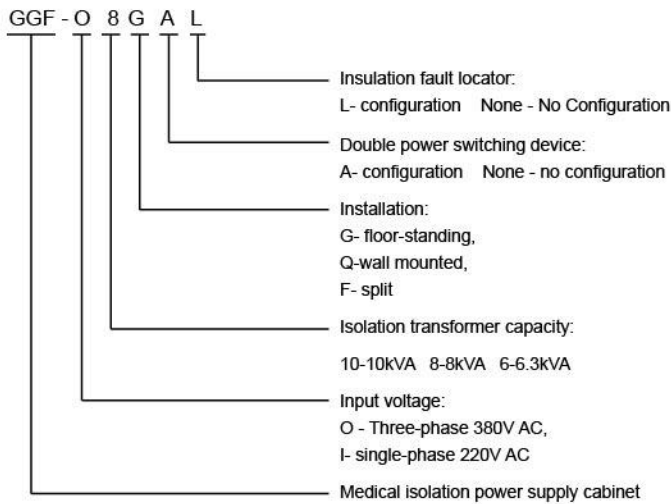 GGF - O 8 G A L
Insulation fault locator:
L- configuration None - No Configuration
Double power switching device:
A- configuration None - no configuration
Installation:
G- floor-standing,
Q-wall mounted,
F- split
Isolation transformer capacity:
10-10kVA 8-8kVA 6-6.3kVA
Input voltage:
O - Three-phase 380V AC,
I- single-phase 220V AC
Medical isolation power supply cabinet